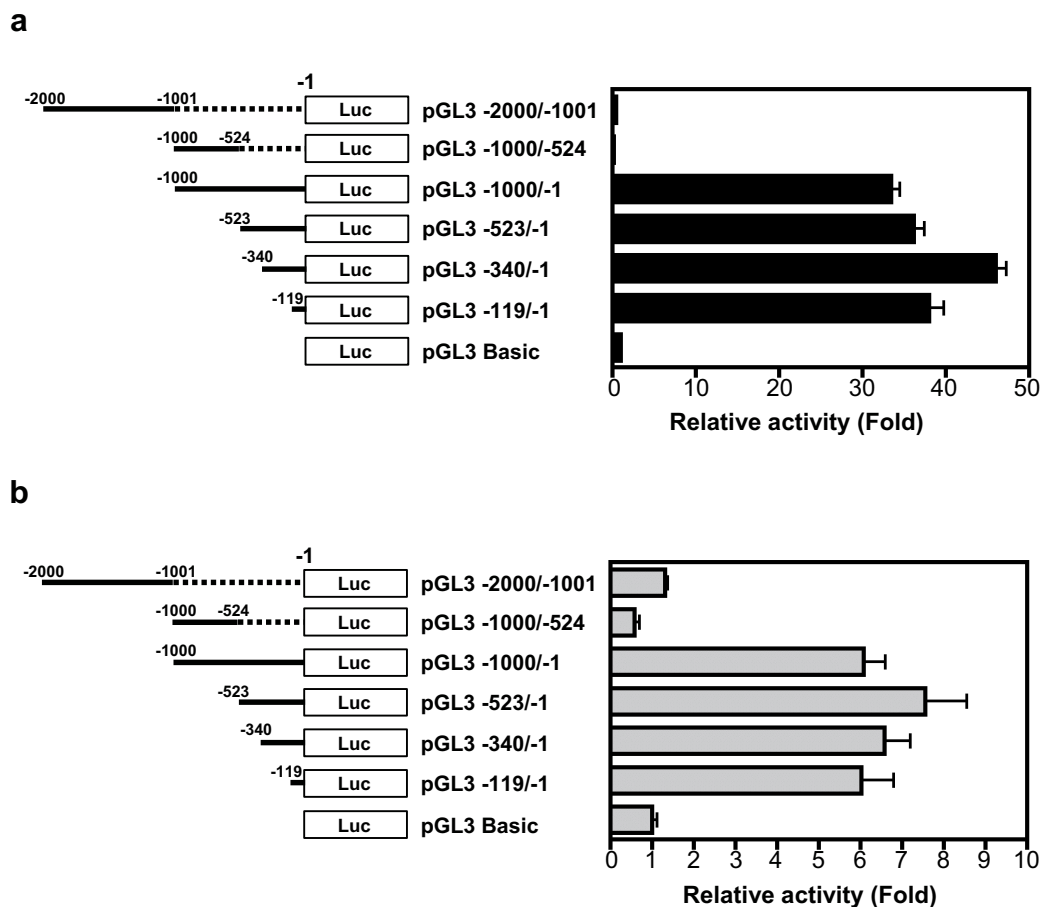 a
-1
-2000 -1001 Luc pGL3 -2000/-1001
-1000 -524 Luc pGL3 -1000/-524
-1000 Luc pGL3 -1000/-1
-523 Luc pGL3 -523/-1
-340 Luc pGL3 -340/-1
-119 Luc pGL3 -119/-1
Luc pGL3 Basic
0 10 20 30 40 50
Relative activity (Fold)
b
-1
-2000 -1001 Luc pGL3 -2000/-1001
-1000 -524 Luc pGL3 -1000/-524
-1000 Luc pGL3 -1000/-1
-523 Luc pGL3 -523/-1
-340 Luc pGL3 -340/-1
-119 Luc pGL3 -119/-1
Luc pGL3 Basic
0 1 2 3 4 5 6 7 8 9 10
Relative activity (Fold)